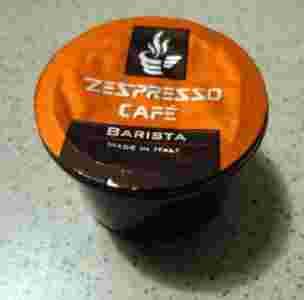 ZESPRESSO
CAFÉ
BARISTA
MADE IN ITALY